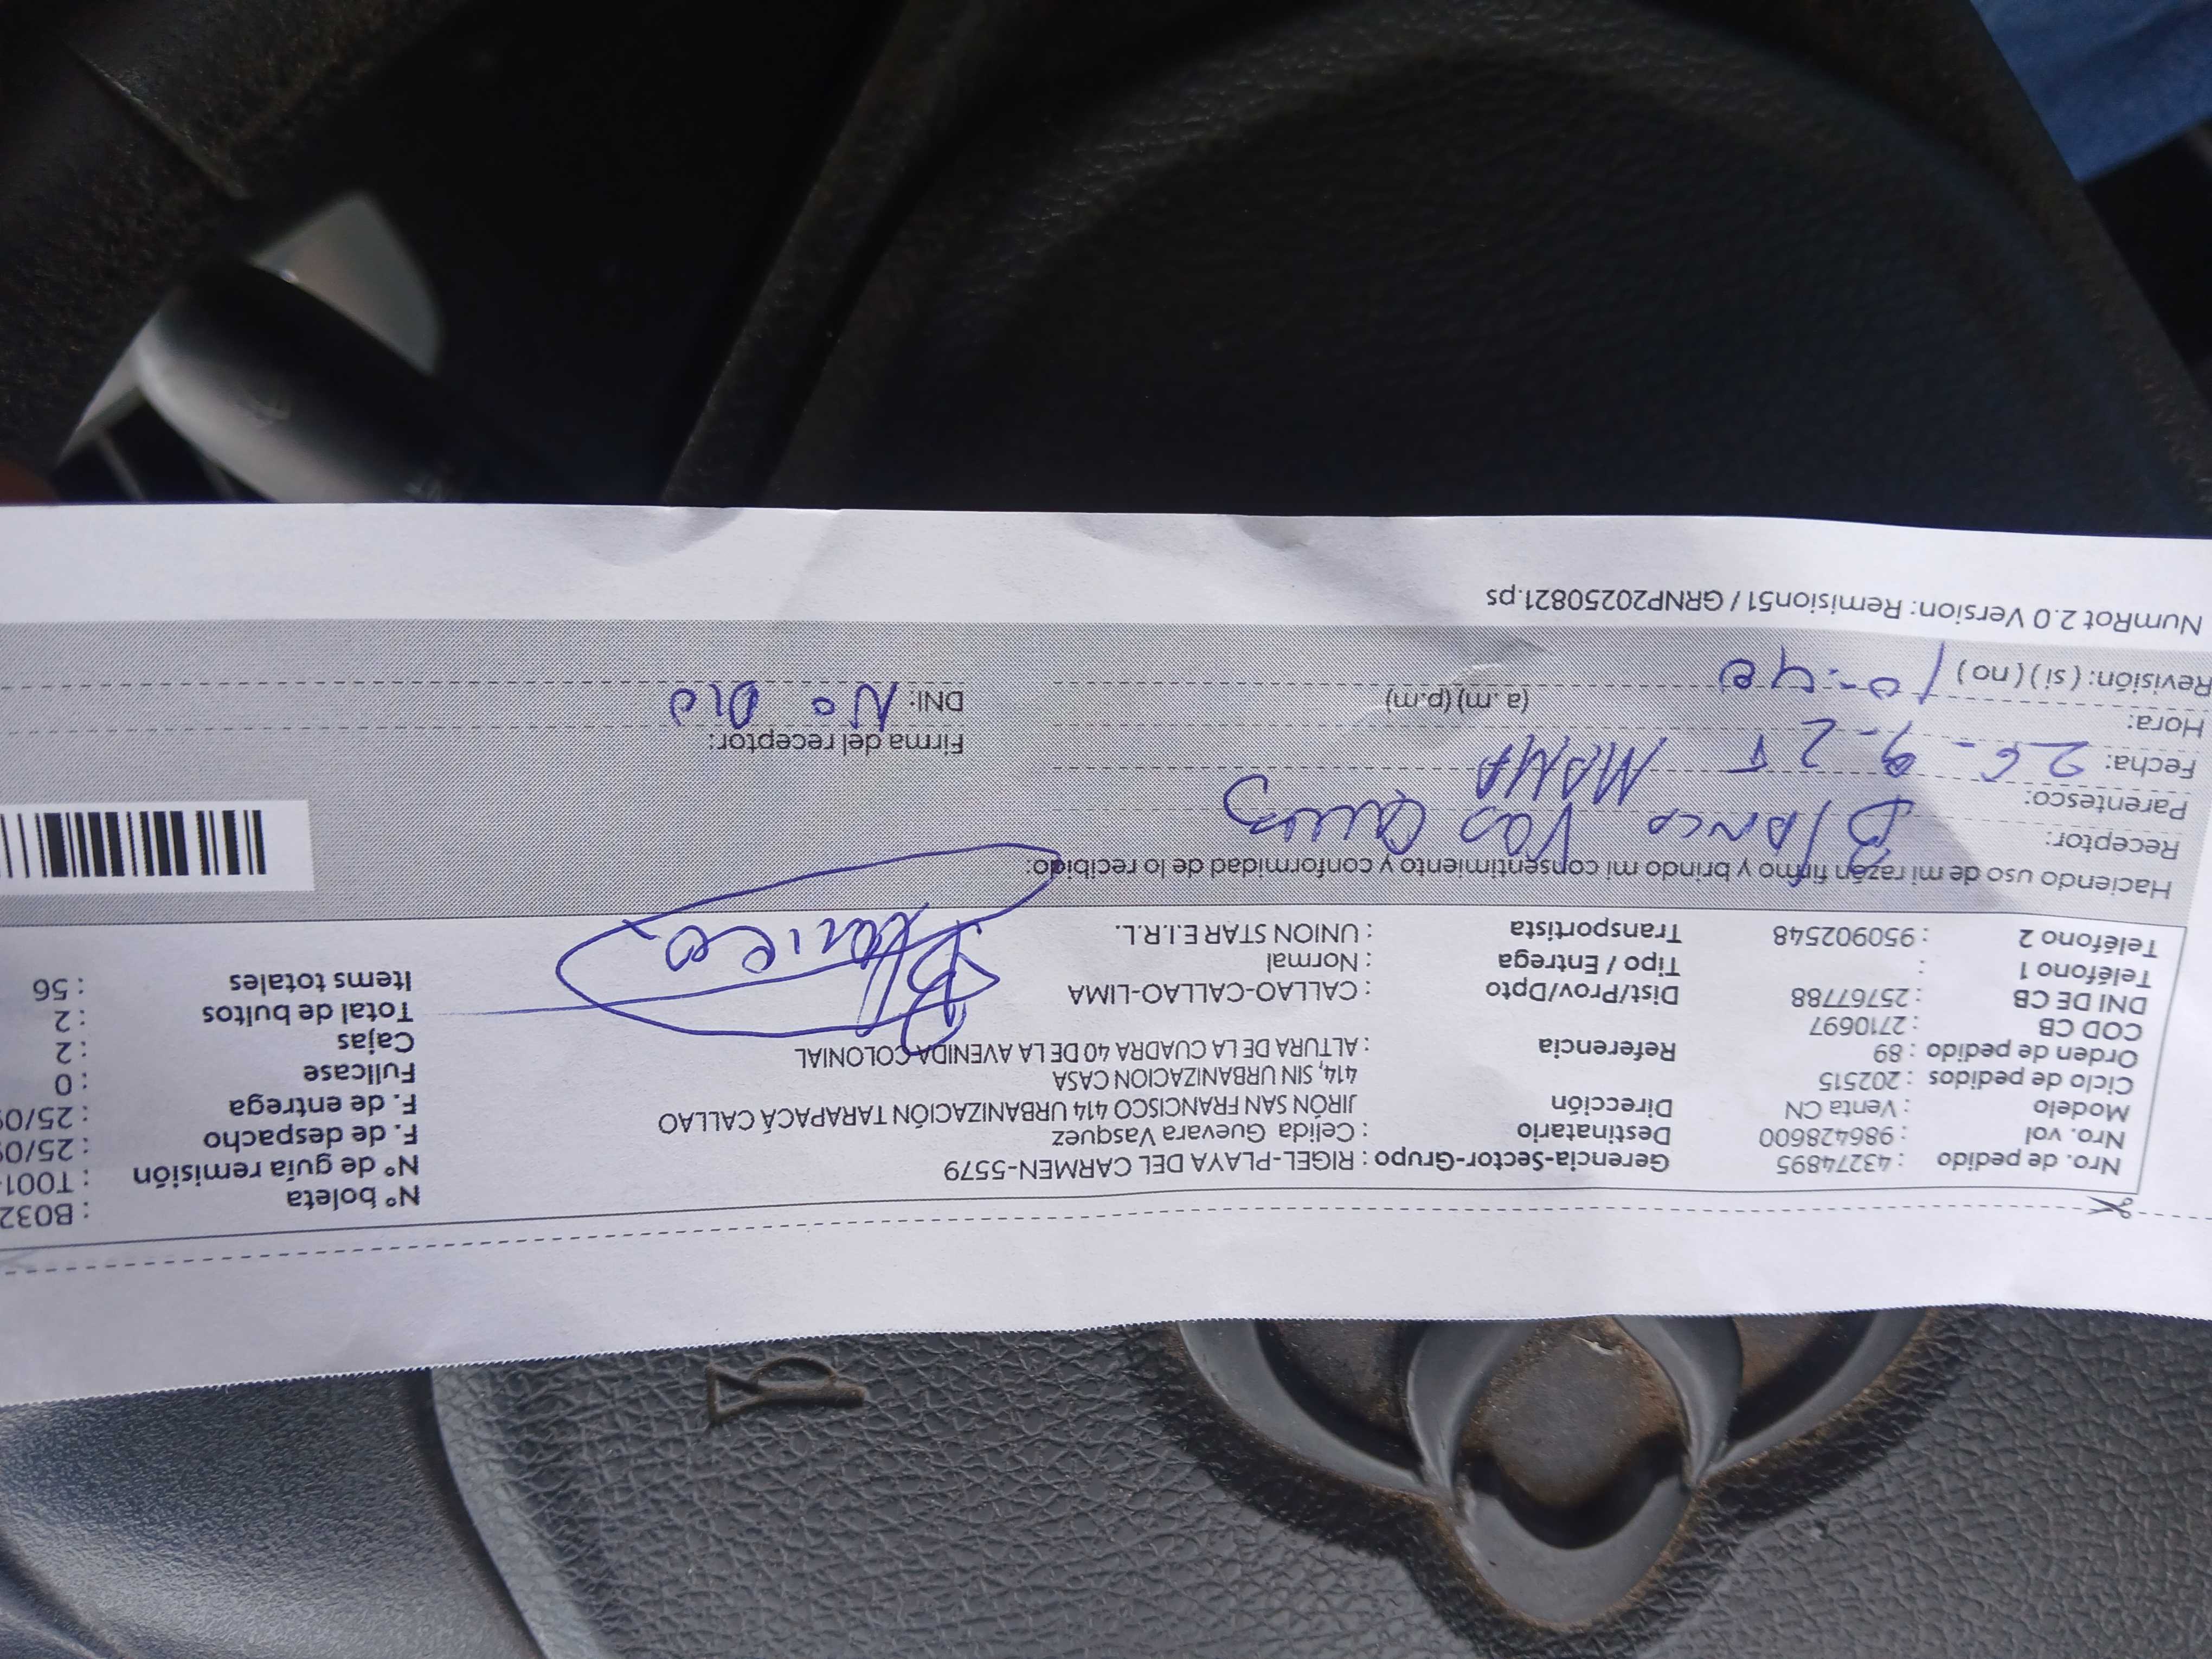 Nro. de pedido : 43274895
Nro. vol : 986428600
Modelo : Venta CN
Ciclo de pedidos : 202515
Orden de pedido : 89
COD CB : 2710697
DNI DE CB : 25767788
Teléfono 1 :
Teléfono 2 : 950902548
Gerencia-Sector-Grupo : RIGEL-PLAYA DEL CARMEN-5579
Destinatario : Celida Guevara Vasquez
Dirección JIRÓN SAN FRANCISCO 414 URBANIZACIÓN TARAPACÁ CALLAO
414, SIN URBANIZACION CASA
Referencia : ALTURA DE LA CUADRA 40 DE LA AVENIDA COLONIAL
Dist/Prov/Dpto : CALLAO-CALLAO-LIMA
Tipo / Entrega : Normal
Transportista : UNION STAR E.I.R.L.
N° boleta : B032
N° de guía remisión : T001-
F. de despacho : 25/09
F. de entrega : 25/09
Fullcase : 0
Cajas : 2
Total de bultos : 2
Items totales : 56
Blanca
Haciendo uso de mi razón firmo y brindo mi consentimiento y conformidad de lo recibido:
Receptor: Blanca Vasquez
Parentesco: MAMA
Fecha: 26-9-25
Hora: 10-40 (a.m) (p.m)
Revisión: ( si ) ( no )
Firma del receptor:
DNI: No Dio
NumRot 2.0 Version: Remision51 / GRNP20250821.ps